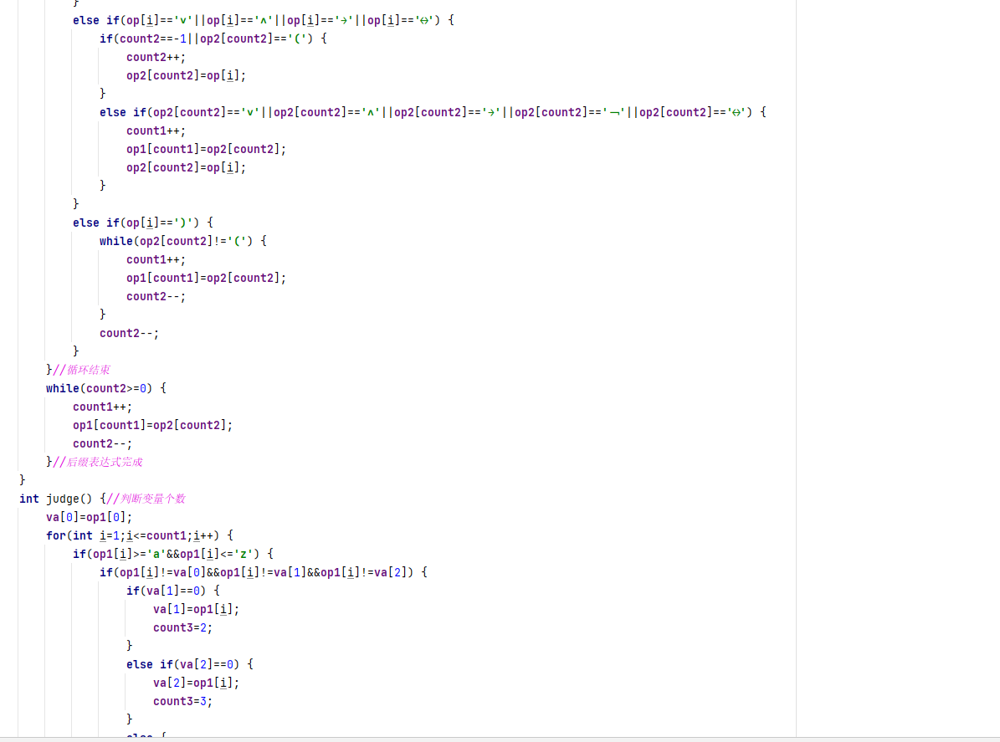 }
else if(op[i]=='∨'||op[i]=='∧'||op[i]=='→'||op[i]=='↔') {
if(count2==-1||op2[count2]=='(') {
count2++;
op2[count2]=op[i];
}
else if(op2[count2]=='∨'||op2[count2]=='∧'||op2[count2]=='→'||op2[count2]=='¬'||op2[count2]=='↔') {
count1++;
op1[count1]=op2[count2];
op2[count2]=op[i];
}
}
else if(op[i]==')') {
while(op2[count2]!='(') {
count1++;
op1[count1]=op2[count2];
count2--;
}
count2--;
}
}//循环结束
while(count2>=0) {
count1++;
op1[count1]=op2[count2];
count2--;
}//后缀表达式完成
}
int judge() {//判断变量个数
va[0]=op1[0];
for(int i=1;i<=count1;i++) {
if(op1[i]>='a'&&op1[i]<='z') {
if(op1[i]!=va[0]&&op1[i]!=va[1]&&op1[i]!=va[2]) {
if(va[1]==0) {
va[1]=op1[i];
count3=2;
}
else if(va[2]==0) {
va[2]=op1[i];
count3=3;
}
else {